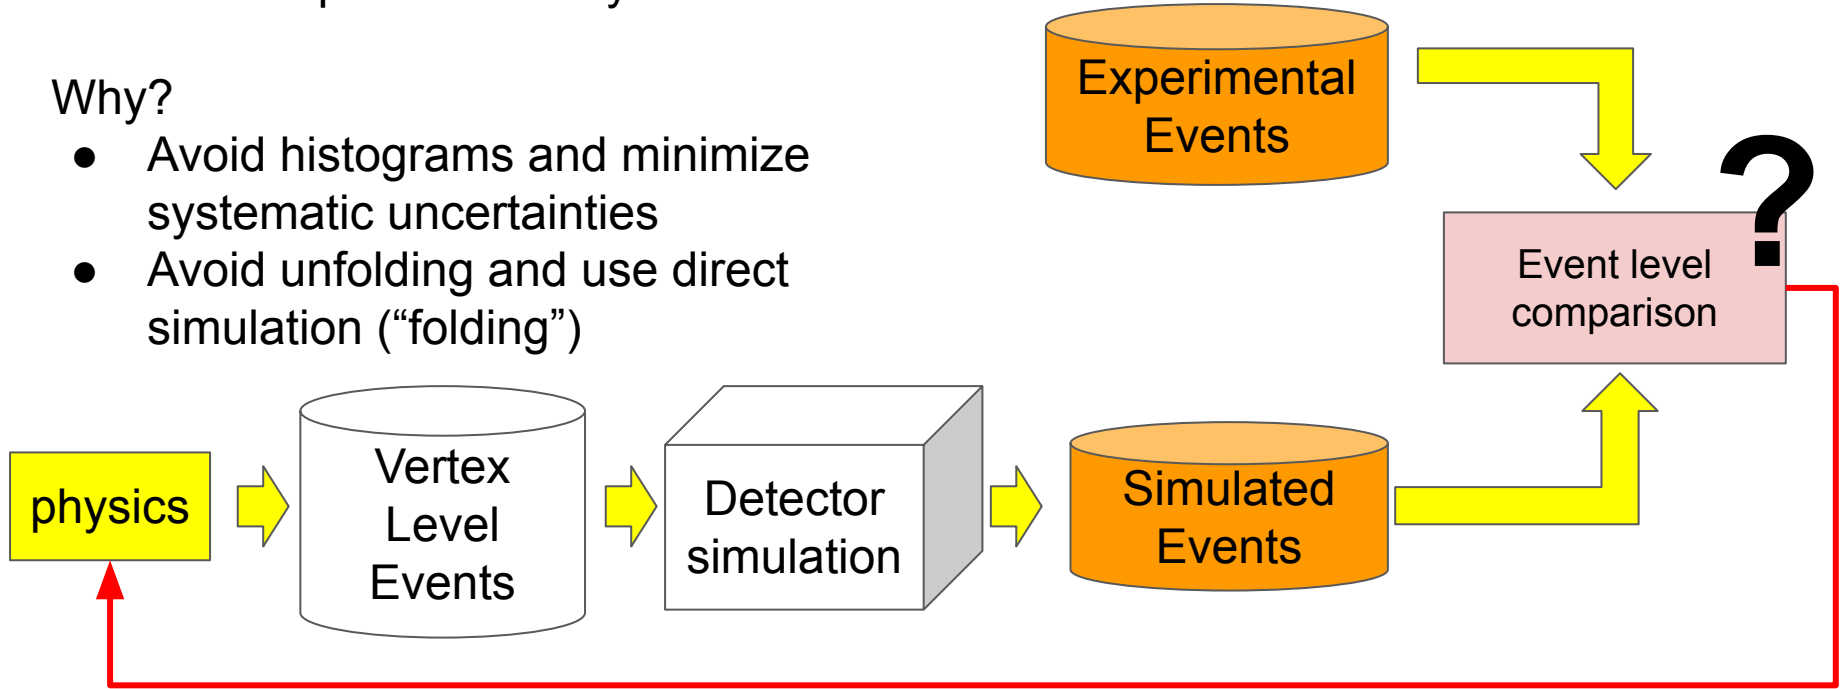 Why?
● Avoid histograms and minimize
systematic uncertainties
● Avoid unfolding and use direct
simulation (“folding”)
Experimental
Events
?
Event level
comparison
physics
Vertex
Level
Events
Detector
simulation
Simulated
Events